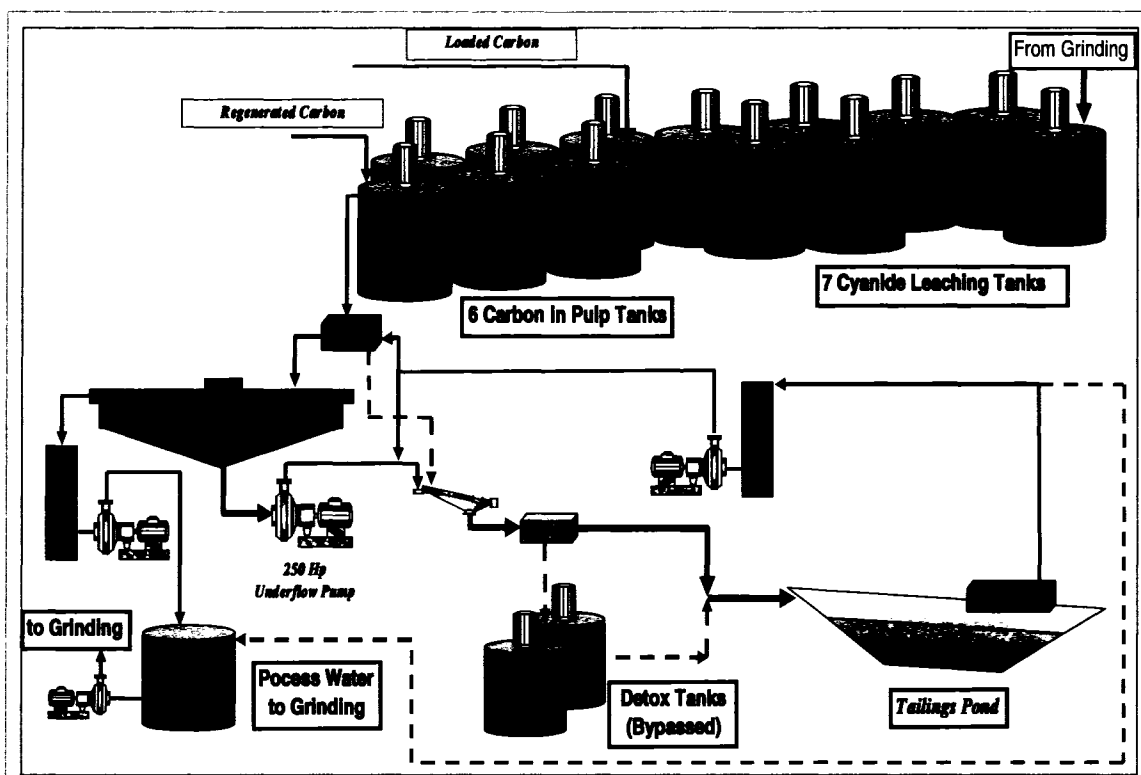 Loaded Carbon
From Grinding
Regenerated Carbon
7 Cyanide Leaching Tanks
6 Carbon in Pulp Tanks
250 Hp
Underflow Pump
to Grinding
Pocess Water
to Grinding
Detox Tanks
(Bypassed)
Tailings Pond